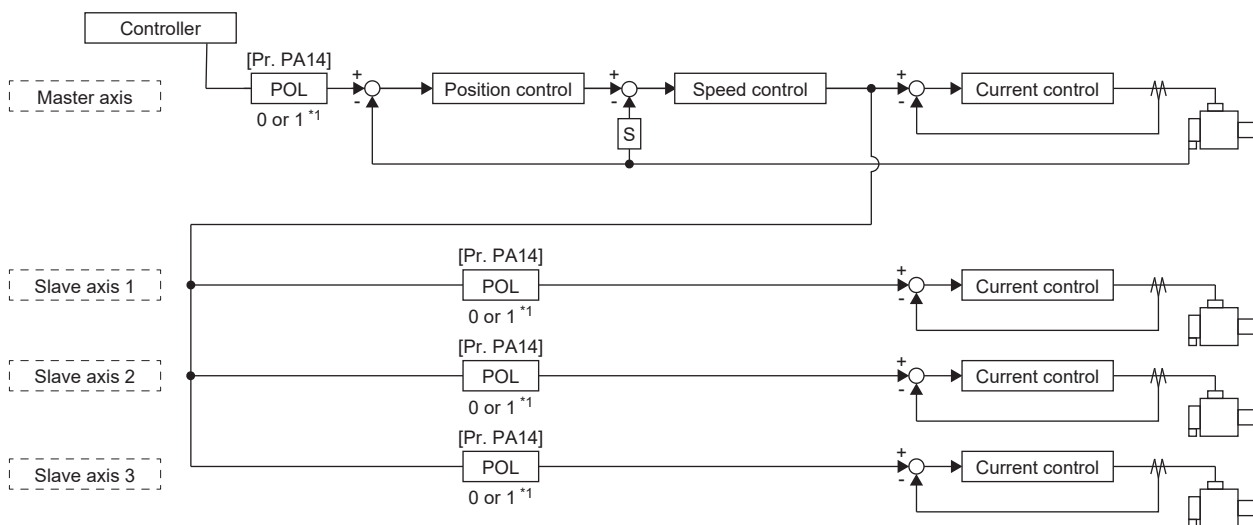 Controller
[Pr. PA14]
Master axis
+
POL
-
Position control
+
-
Speed control
+
-
Current control
0 or 1 *1
S
[Pr. PA14]
Slave axis 1
POL
+
-
Current control
0 or 1 *1
[Pr. PA14]
Slave axis 2
POL
+
-
Current control
0 or 1 *1
[Pr. PA14]
Slave axis 3
POL
+
-
Current control
0 or 1 *1